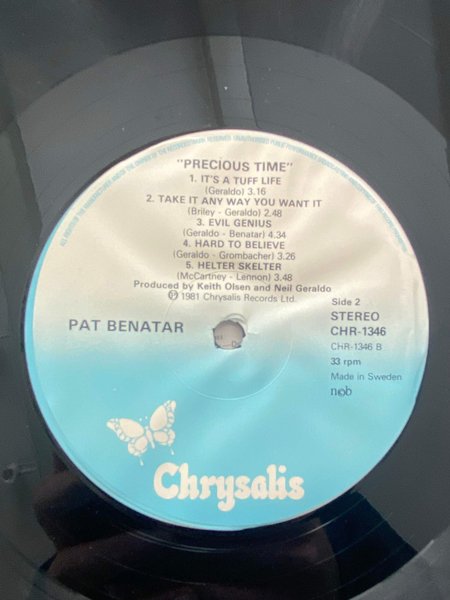 "PRECIOUS TIME"
1. IT'S A TUFF LIFE
(Geraldo) 3.16
2. TAKE IT ANY WAY YOU WANT IT
(Briley - Geraldo) 2.48
3. EVIL GENIUS
(Geraldo - Benatar) 4.34
4. HARD TO BELIEVE
(Geraldo - Grombacher) 3.26
5. HELTER SKELTER
(McCartney - Lennon) 3.48
Produced by Keith Olsen and Neil Geraldo
Ⓟ 1981 Chrysalis Records Ltd.
PAT BENATAR
Side 2
STEREO
CHR-1346
CHR-1346 B
33 rpm
Made in Sweden
n©b
Chrysalis